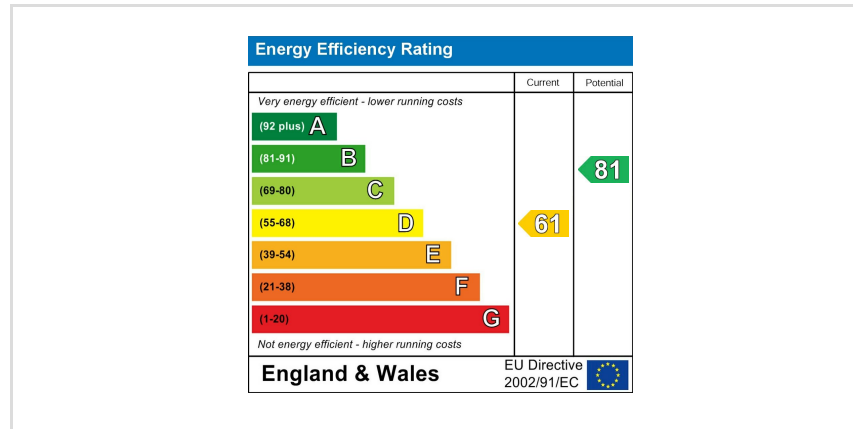 Energy Efficiency Rating
Current Potential
Very energy efficient - lower running costs
(92 plus) A
(81-91) B
81
(69-80) C
(55-68) D
61
(39-54) E
(21-38) F
(1-20) G
Not energy efficient - higher running costs
England & Wales
EU Directive
2002/91/EC